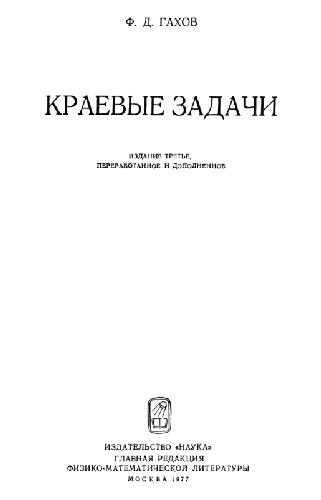 Ф. Д. ГАХОВ
КРАЕВЫЕ ЗАДАЧИ
ИЗДАНИЕ ТРЕТЬЕ,
ПЕРЕРАБОТАННОЕ И ДОПОЛНЕННОЕ
ИЗДАТЕЛЬСТВО «НАУКА»
ГЛАВНАЯ РЕДАКЦИЯ
ФИЗИКО-МАТЕМАТИЧЕСКОЙ ЛИТЕРАТУРЫ
МОСКВА 1977